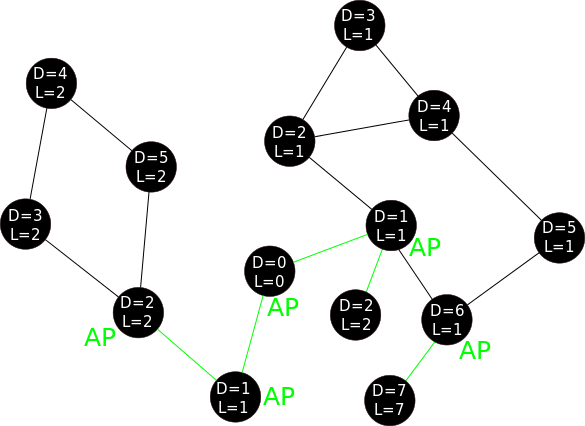 D=3
L=1
D=4
L=2
D=4
L=1
D=2
L=1
D=5
L=2
D=3
L=2
D=1
L=1
AP
D=5
L=1
D=0
L=0
AP
D=2
L=2
AP
D=2
L=2
D=6
L=1
AP
D=1
L=1
AP
D=7
L=7